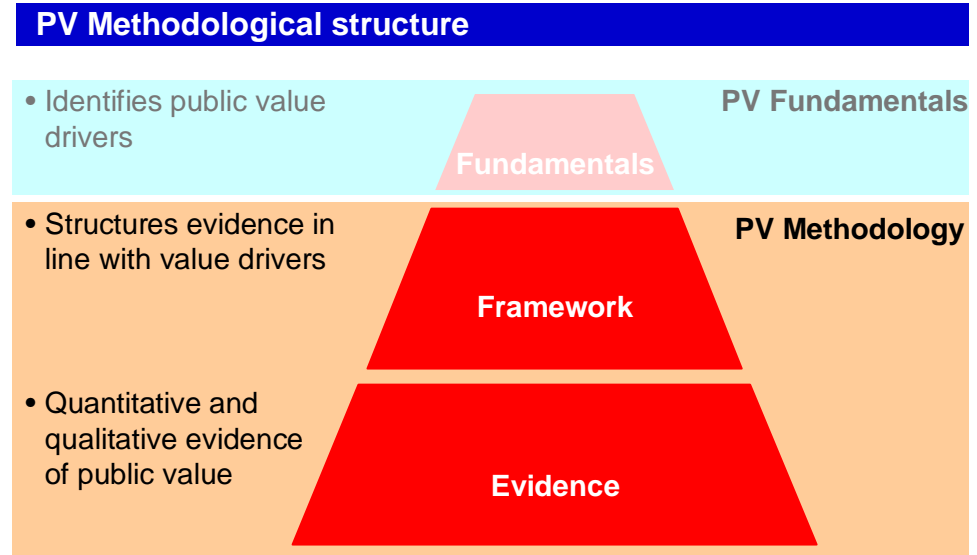 PV Methodological structure
• Identifies public value
drivers
PV Fundamentals
Fundamentals
• Structures evidence in
line with value drivers
PV Methodology
Framework
• Quantitative and
qualitative evidence
of public value
Evidence